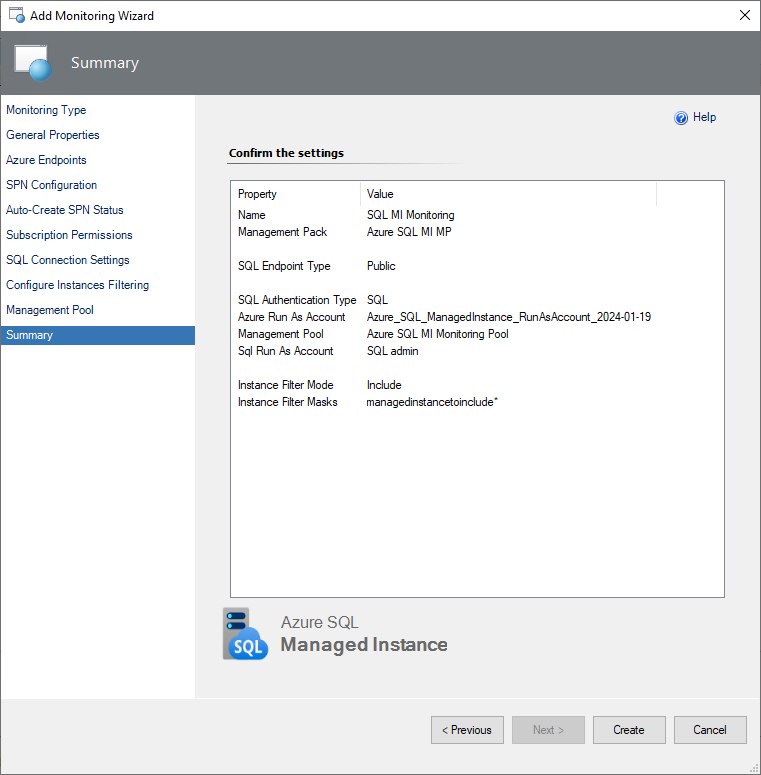 Add Monitoring Wizard
Summary
Monitoring Type
General Properties
Azure Endpoints
SPN Configuration
Auto-Create SPN Status
Subscription Permissions
SQL Connection Settings
Configure Instances Filtering
Management Pool
Summary
Help
Confirm the settings
Property Value
Name SQL MI Monitoring
Management Pack Azure SQL MI MP
SQL Endpoint Type Public
SQL Authentication Type SQL
Azure Run As Account Azure_SQL_ManagedInstance_RunAsAccount_2024-01-19
Management Pool Azure SQL MI Monitoring Pool
Sql Run As Account SQL admin
Instance Filter Mode Include
Instance Filter Masks managedinstancetoinclude*
SQL
Azure SQL
Managed Instance
< Previous Next > Create Cancel